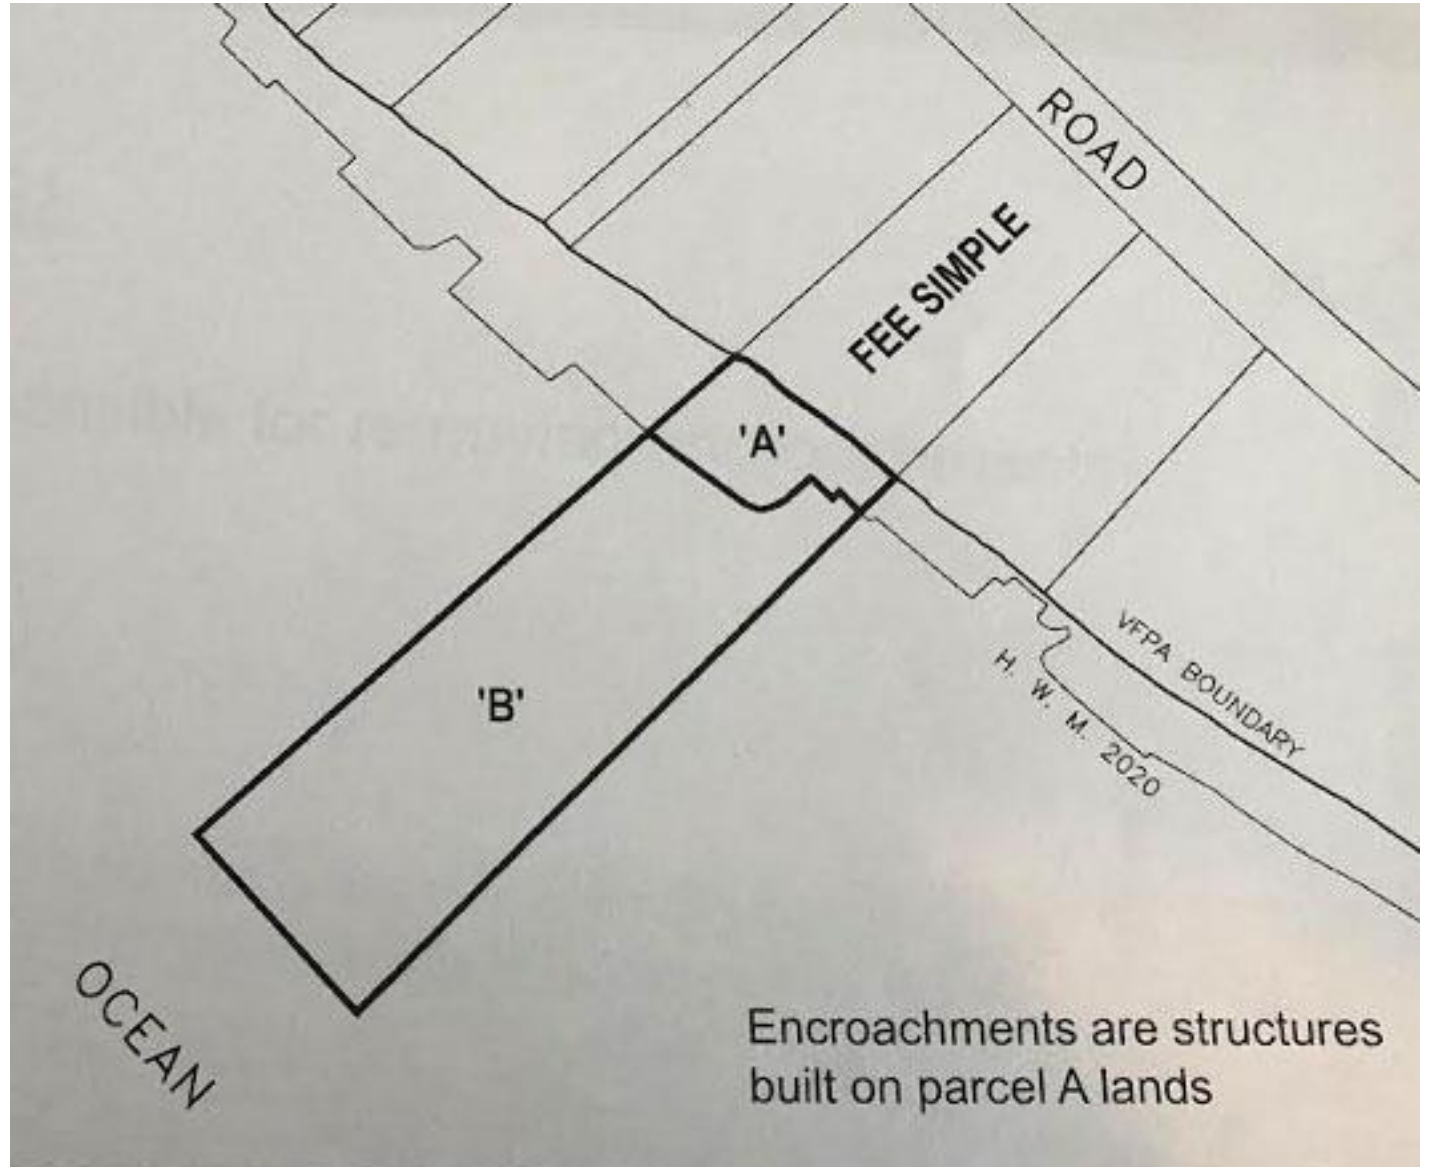 ROAD
FEE SIMPLE
'A'
VFPA BOUNDARY
H. W. M. 2020
'B'
OCEAN
Encroachments are structures
built on parcel A lands